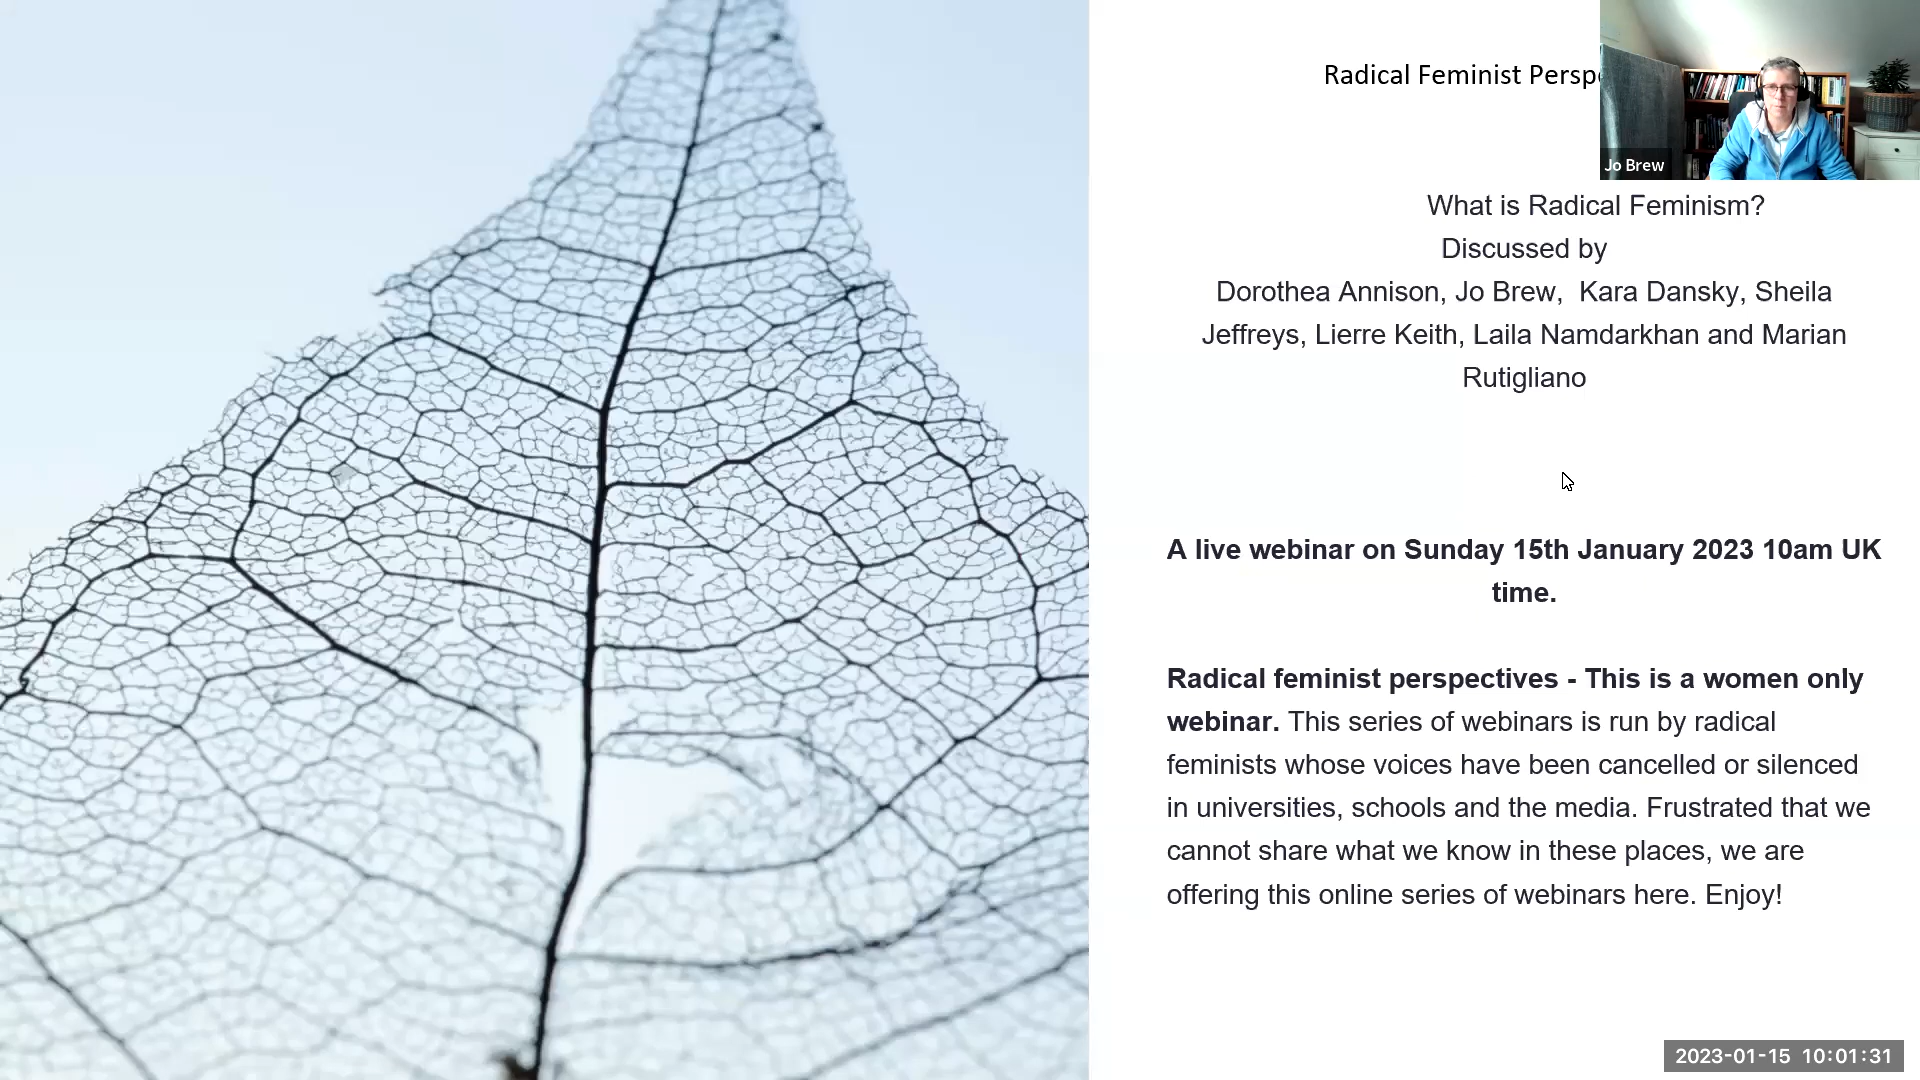 Radical Feminist Perspe
Jo Brew
What is Radical Feminism?
Discussed by
Dorothea Annison, Jo Brew,  Kara Dansky, Sheila
Jeffreys, Lierre Keith, Laila Namdarkhan and Marian
Rutigliano
A live webinar on Sunday 15th January 2023 10am UK
time.
Radical feminist perspectives - This is a women only
webinar. This series of webinars is run by radical
feminists whose voices have been cancelled or silenced
in universities, schools and the media. Frustrated that we
cannot share what we know in these places, we are
offering this online series of webinars here. Enjoy!
2023-01-15 10:01:31